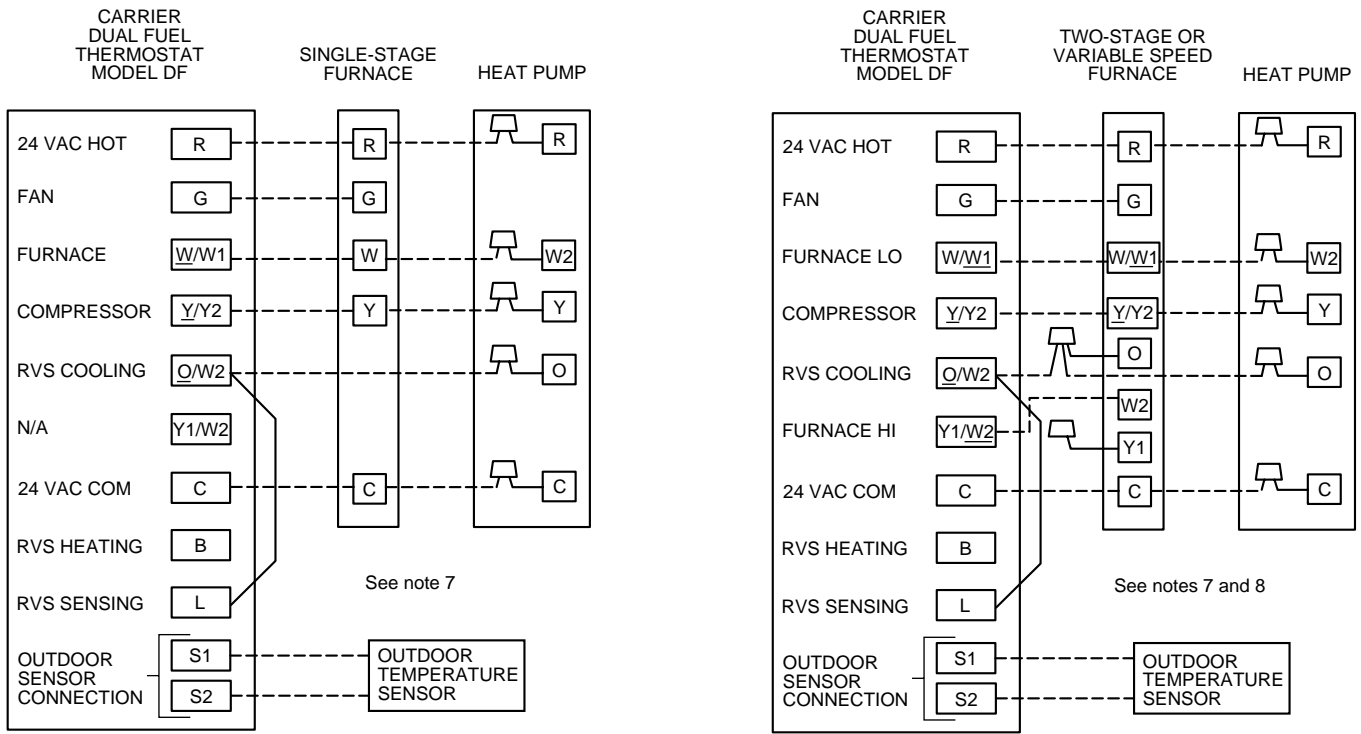 CARRIER
DUAL FUEL
THERMOSTAT
MODEL DF
SINGLE-STAGE
FURNACE
HEAT PUMP
24 VAC HOT R R R
FAN G G
FURNACE W/W1 W W2
COMPRESSOR Y/Y2 Y Y
RVS COOLING O/W2 O
N/A Y1/W2
24 VAC COM C C C
RVS HEATING B
See note 7
RVS SENSING L
OUTDOOR
SENSOR
CONNECTION
S1
S2
OUTDOOR
TEMPERATURE
SENSOR
CARRIER
DUAL FUEL
THERMOSTAT
MODEL DF
TWO-STAGE OR
VARIABLE SPEED
FURNACE
HEAT PUMP
24 VAC HOT R R R
FAN G G
FURNACE LO W/W1 W/W1 W2
COMPRESSOR Y/Y2 Y/Y2 Y
O
RVS COOLING O/W2 O
W2
FURNACE HI Y1/W2
Y1
24 VAC COM C C C
RVS HEATING B
See notes 7 and 8
RVS SENSING L
OUTDOOR
SENSOR
CONNECTION
S1
S2
OUTDOOR
TEMPERATURE
SENSOR